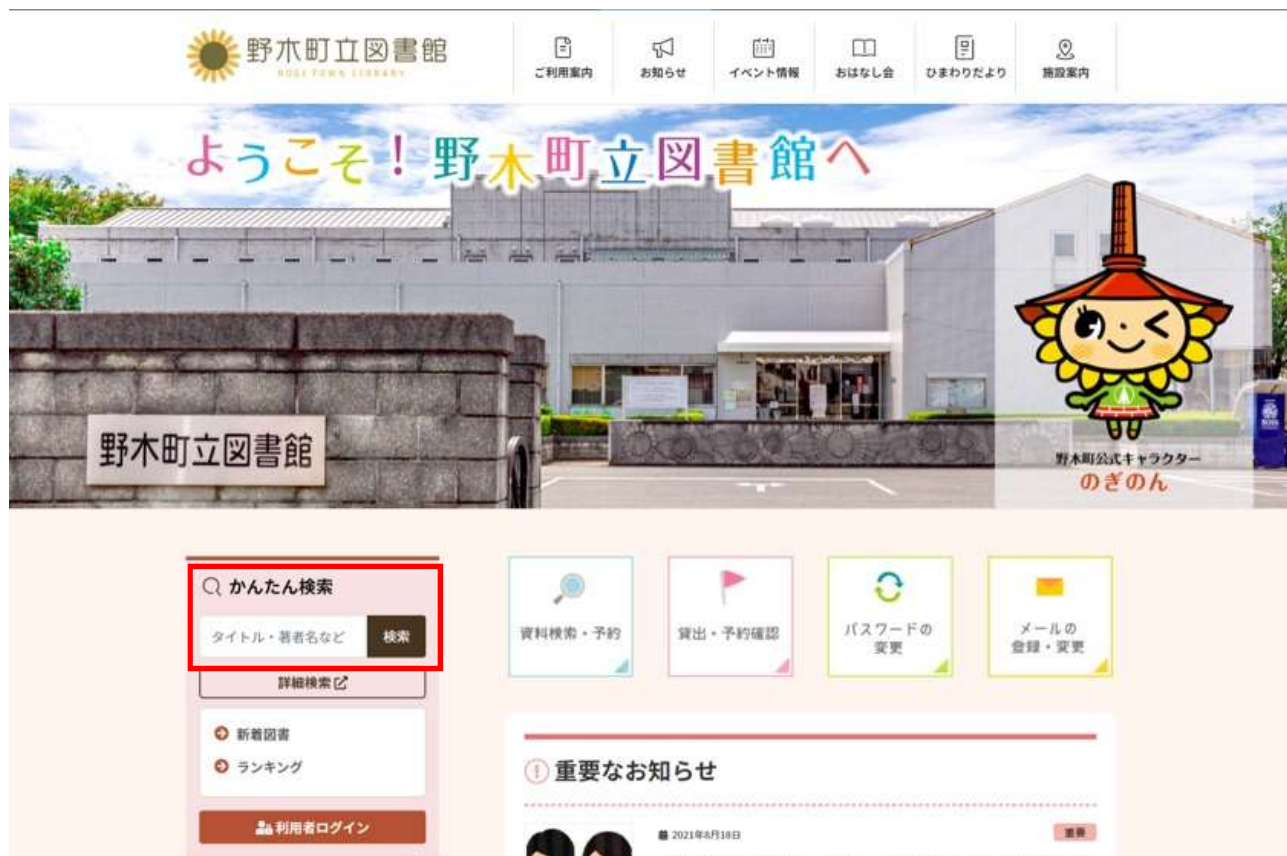 野木町立図書館
NOGI TOWN LIBRARY
ご利用案内
お知らせ
イベント情報
おはなし会
ひまわりだより
施設案内
ようこそ!野木町立図書館へ
野木町立図書館
野木町公式キャラクター
のぎのん
かんたん検索
タイトル・著者名など
検索
詳細検索
新着図書
ランキング
利用者ログイン
資料検索・予約
貸出・予約確認
パスワードの
変更
メールの
登録・変更
重要なお知らせ
2021年8月18日
重要